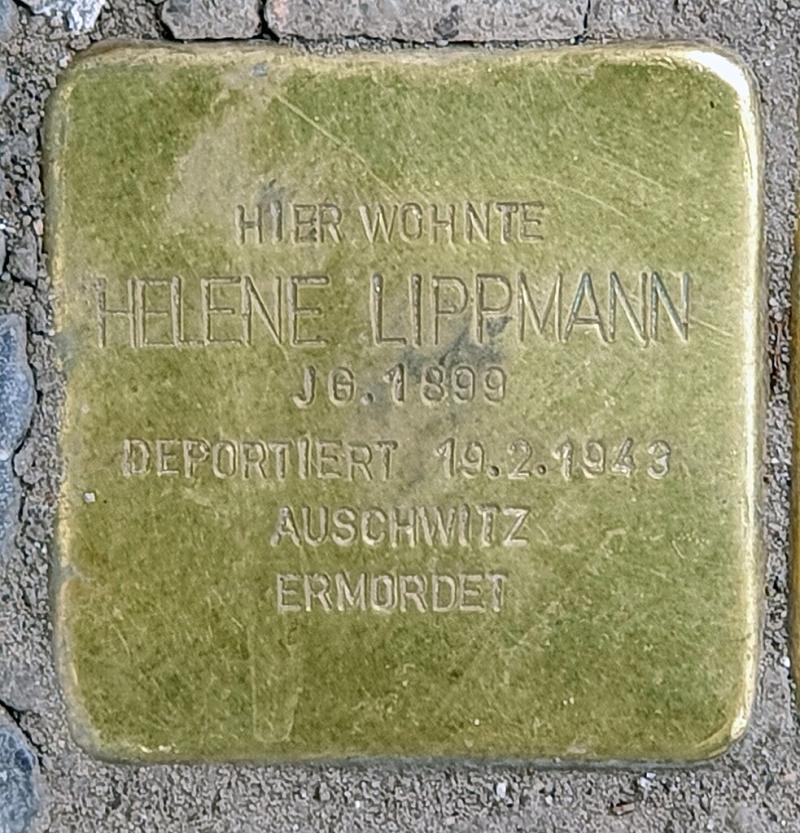 HIER WOHNTE
HELENE LIPPMANN
JG. 1899
DEPORTIERT 19.2.1943
AUSCHWITZ
ERMORDET